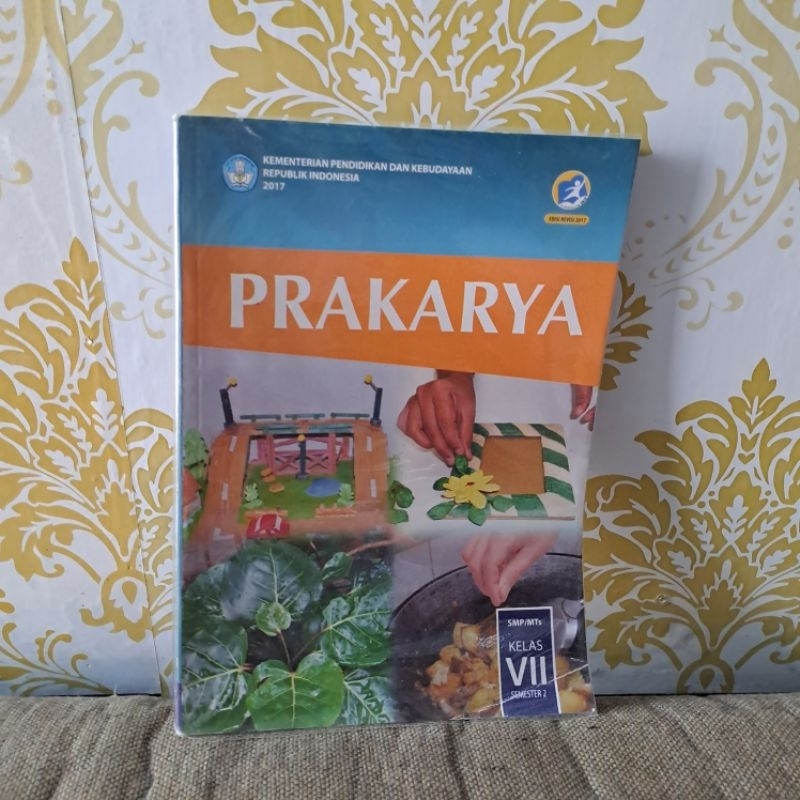 KEMENTERIAN PENDIDIKAN DAN KEBUDAYAAN
REPUBLIK INDONESIA
2017
EDISI REVISI 2017
PRAKARYA
SMP/MTs
KELAS
VII
SEMESTER 2